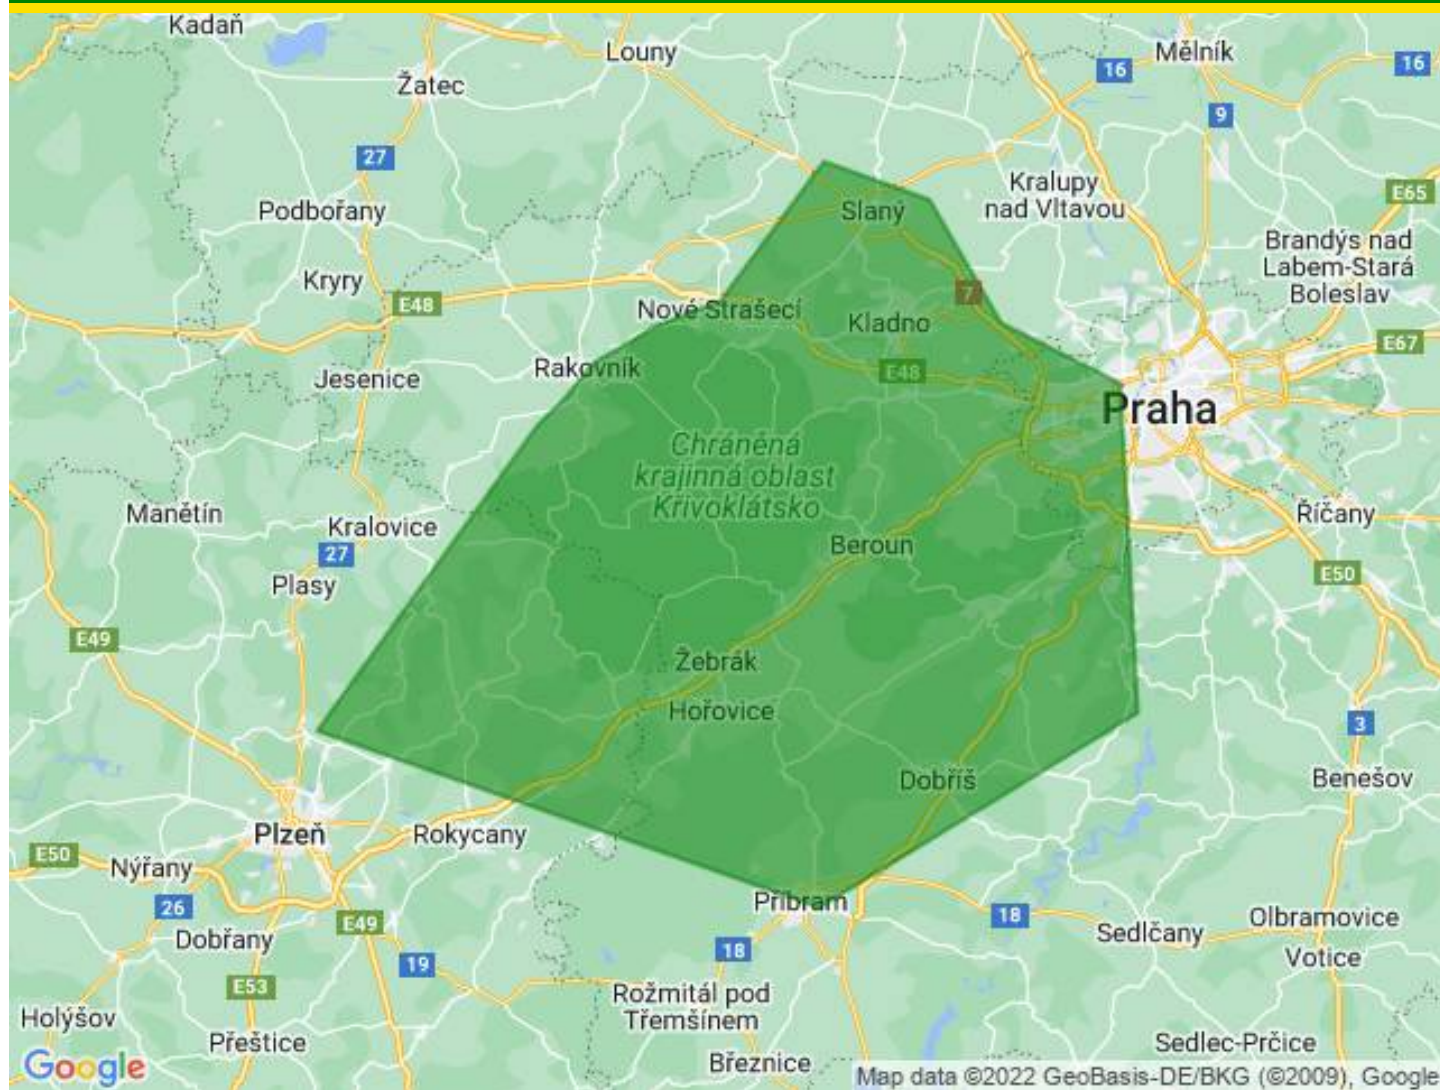 Kadaň
Louny
Mělník
16
16
Žatec
9
27
Kralupy
nad Vltavou
E65
Podbořany
Slaný
Brandýs nad
Labem-Stará
Boleslav
Kryry
E48
Nové Strašecí
7
Kladno
E67
Rakovník
E48
Jesenice
Praha
Chráněná
krajinná oblast
Křivoklátsko
Manětín
Kralovice
Říčany
27
Beroun
E50
Plasy
E49
Žebrák
Hořovice
3
Dobříš
Benešov
Plzeň
Rokycany
E50
Nýřany
Příbram
26
E49
18
Olbramovice
Dobřany
Sedlčany
18
19
Votice
E53
Rožmitál pod
Třemšínem
Holýšov
Přeštice
Sedlec-Prčice
Březnice
Google
Map data ©2022 GeoBasis-DE/BKG (©2009), Google